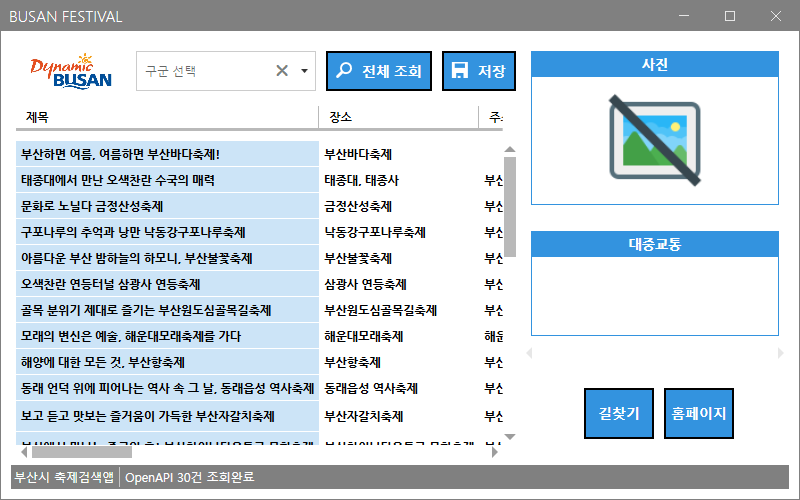 BUSAN FESTIVAL
Dynamic
BUSAN
구군 선택
전체 조회
저장
제목 장소
부산하면 여름, 여름하면 부산바다축제! 부산바다축제
태종대에서 만난 오색찬란 수국의 매력 태종대, 태종사 부산
문화로 노닐다 금정산성축제 금정산성축제 부산
구포나루의 추억과 낭만 낙동강구포나루축제 낙동강구포나루축제 부산
아름다운 부산 밤하늘의 하모니, 부산불꽃축제 부산불꽃축제 부산
오색찬란 연등터널 삼광사 연등축제 삼광사 연등축제 부산
골목 분위기 제대로 즐기는 부산원도심골목길축제 부산원도심골목길축제 부산
모래의 변신은 예술, 해운대모래축제를 가다 해운대모래축제 해운
해양에 대한 모든 것, 부산항축제 부산항축제 부산
동래 언덕 위에 피어나는 역사 속 그 날, 동래읍성 역사축제 동래읍성 역사축제 부산
보고 듣고 맛보는 즐거움이 가득한 부산자갈치축제 부산자갈치축제 부산
사진
대중교통
길찾기
홈페이지
부산시 축제검색앱 OpenAPI 30건 조회완료